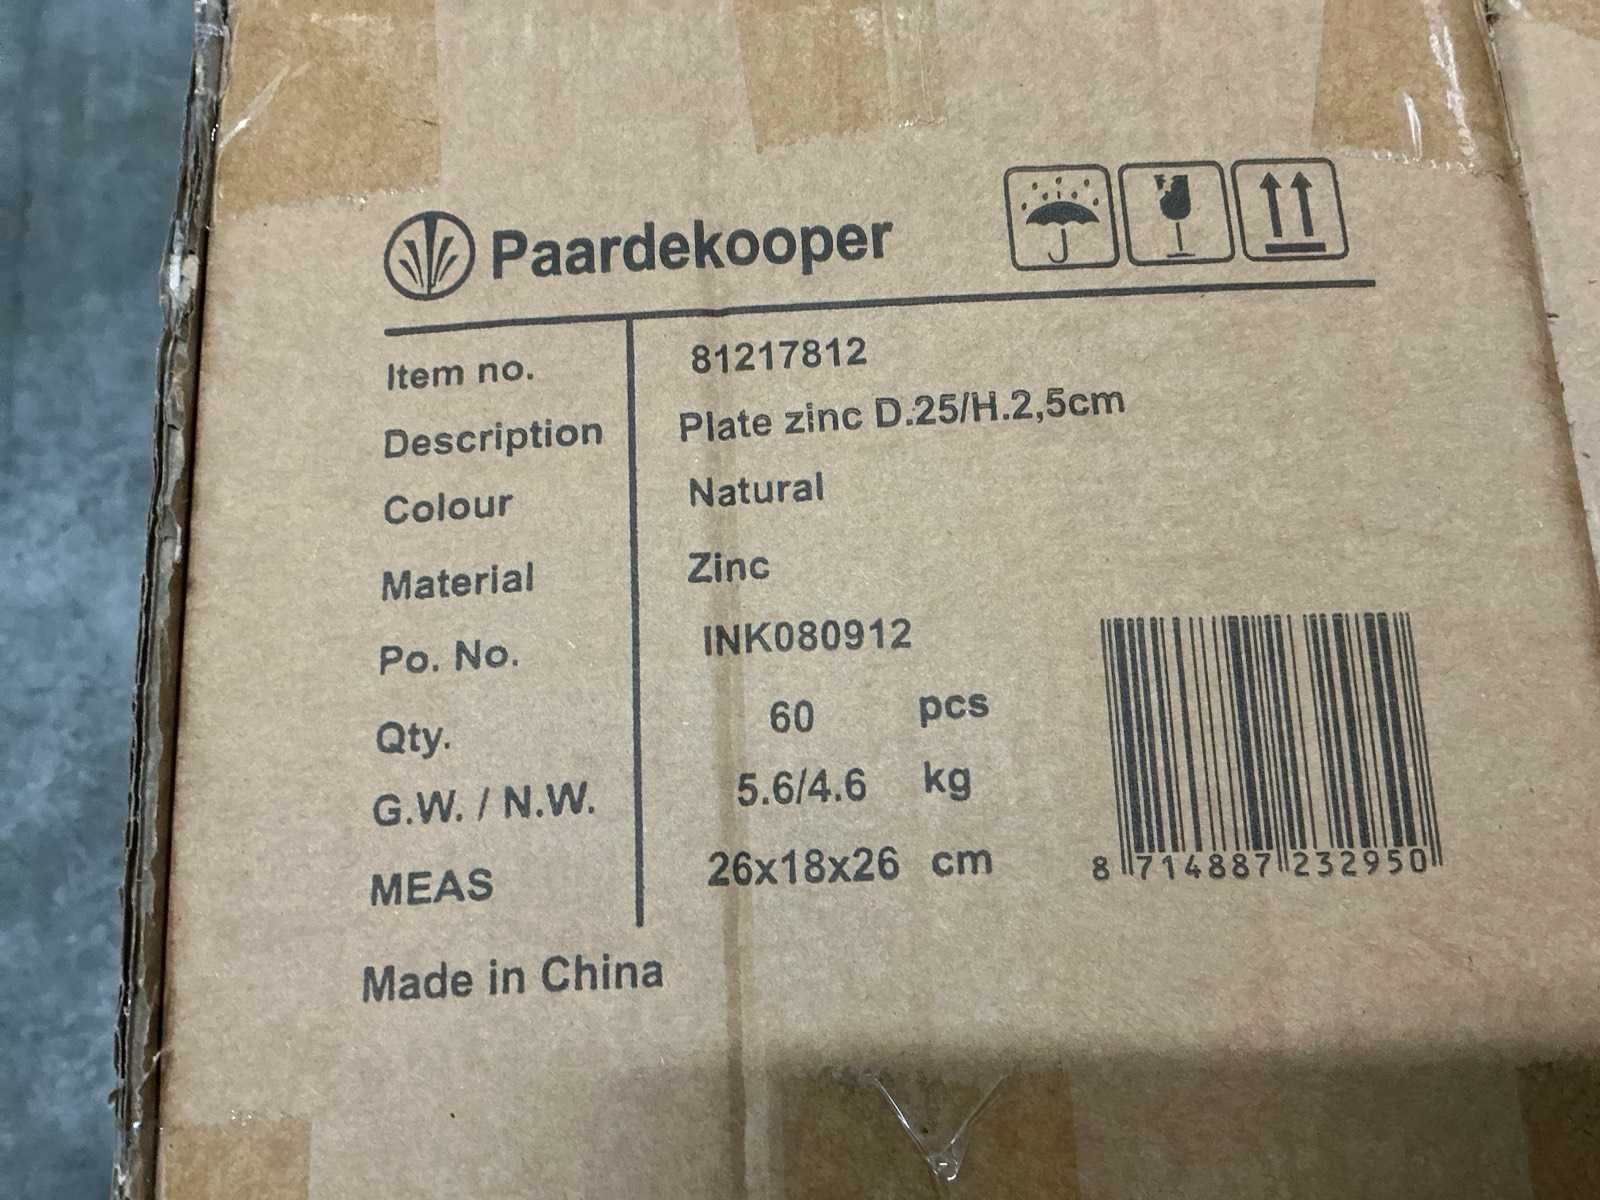 Paardekooper
Item no. 81217812
Description Plate zinc D.25/H.2,5cm
Colour Natural
Material Zinc
Po. No. INK080912
Qty. 60 pcs
G.W. / N.W. 5.6/4.6 kg
MEAS 26x18x26 cm
8 714887 232950
Made in China